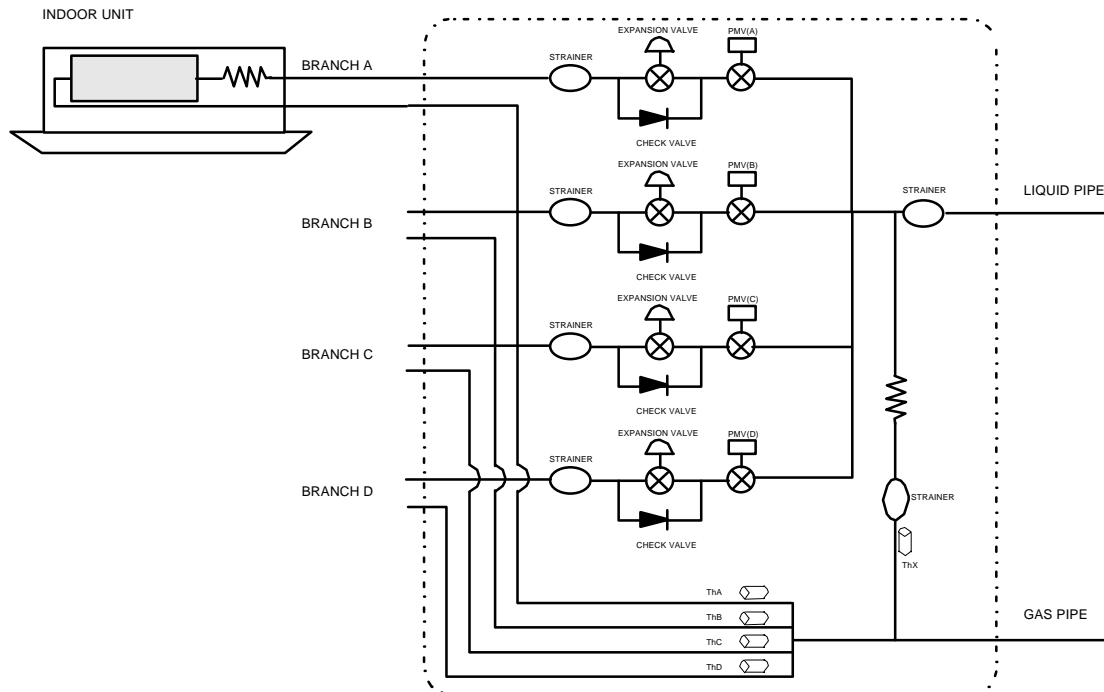 INDOOR UNIT
EXPANSION VALVE
PMV(A)
STRAINER
BRANCH A
CHECK VALVE
EXPANSION VALVE
PMV(B)
STRAINER
STRAINER
LIQUID PIPE
BRANCH B
CHECK VALVE
EXPANSION VALVE
PMV(C)
STRAINER
BRANCH C
CHECK VALVE
EXPANSION VALVE
PMV(D)
STRAINER
BRANCH D
STRAINER
CHECK VALVE
ThX
ThA
ThB
GAS PIPE
ThC
ThD